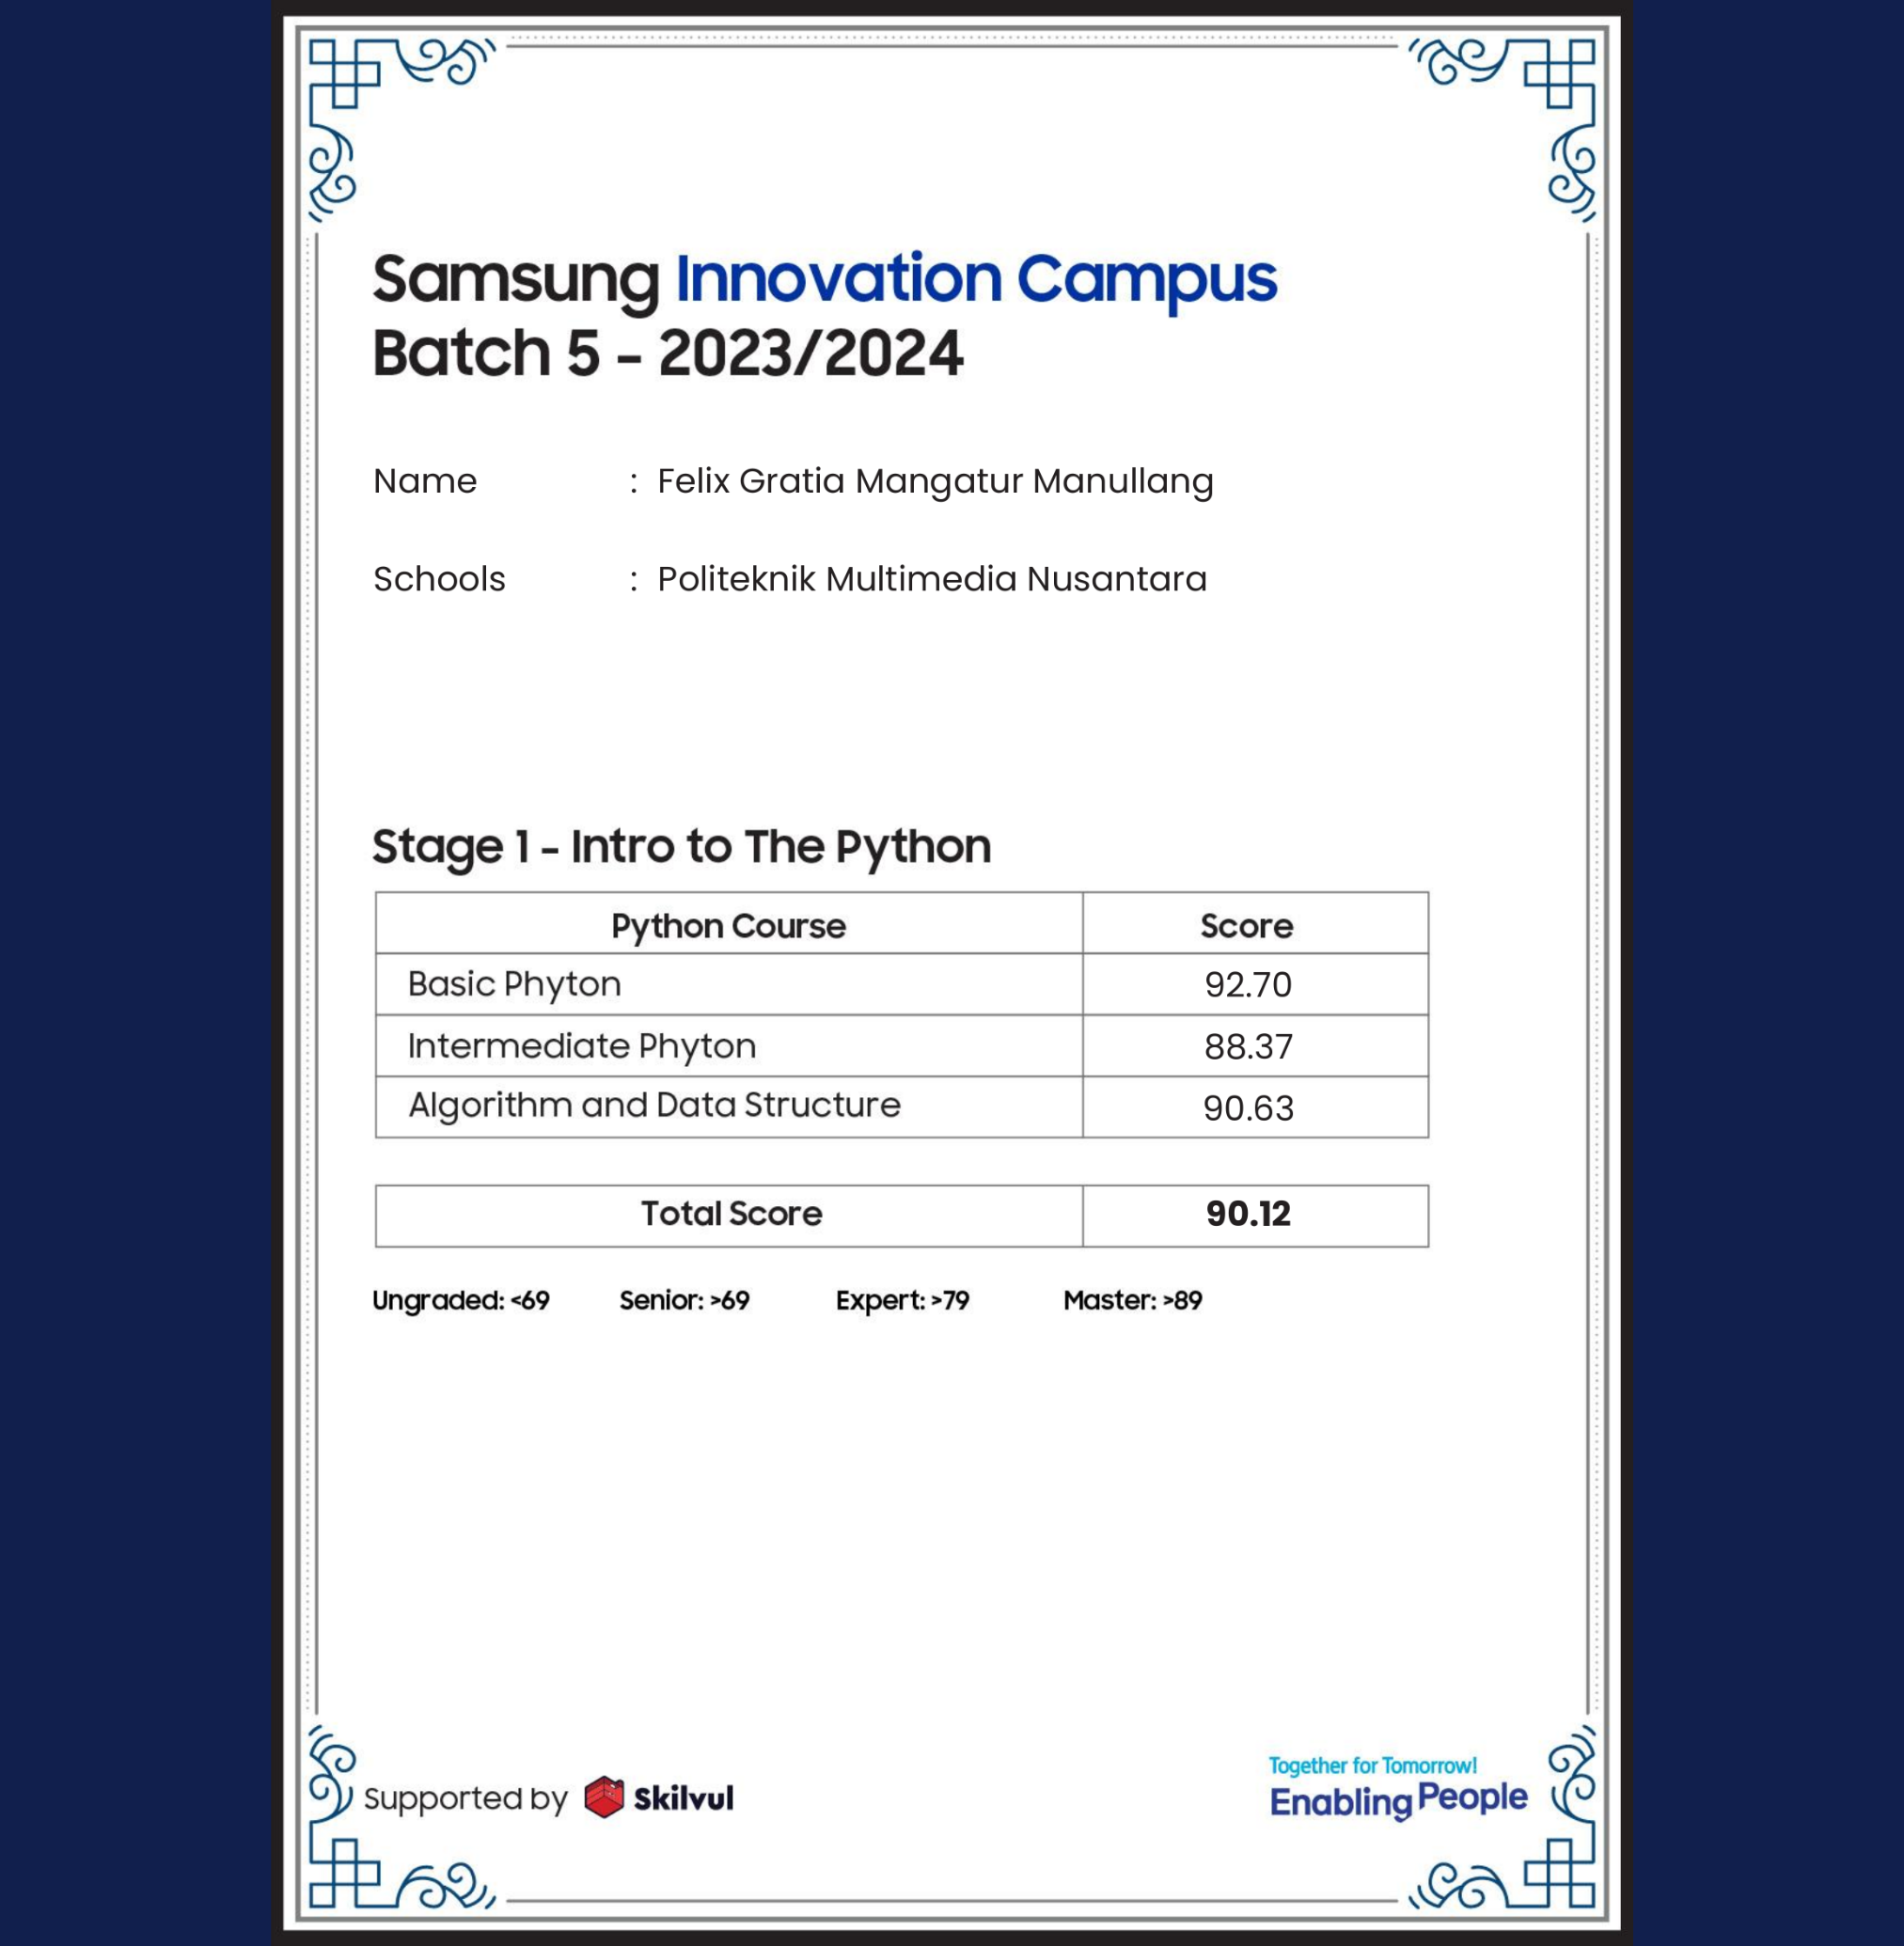 Samsung Innovation Campus
Batch 5 - 2023/2024
Name : Felix Gratia Mangatur Manullang
Schools : Politeknik Multimedia Nusantara
Stage 1 - Intro to The Python
Python Course Score
Basic Phyton 92.70
Intermediate Phyton 88.37
Algorithm and Data Structure 90.63
Total Score 90.12
Ungraded: <69 Senior: >69 Expert: >79 Master: >89
Together for Tomorrow!
Supported by Skilvul Enabling People